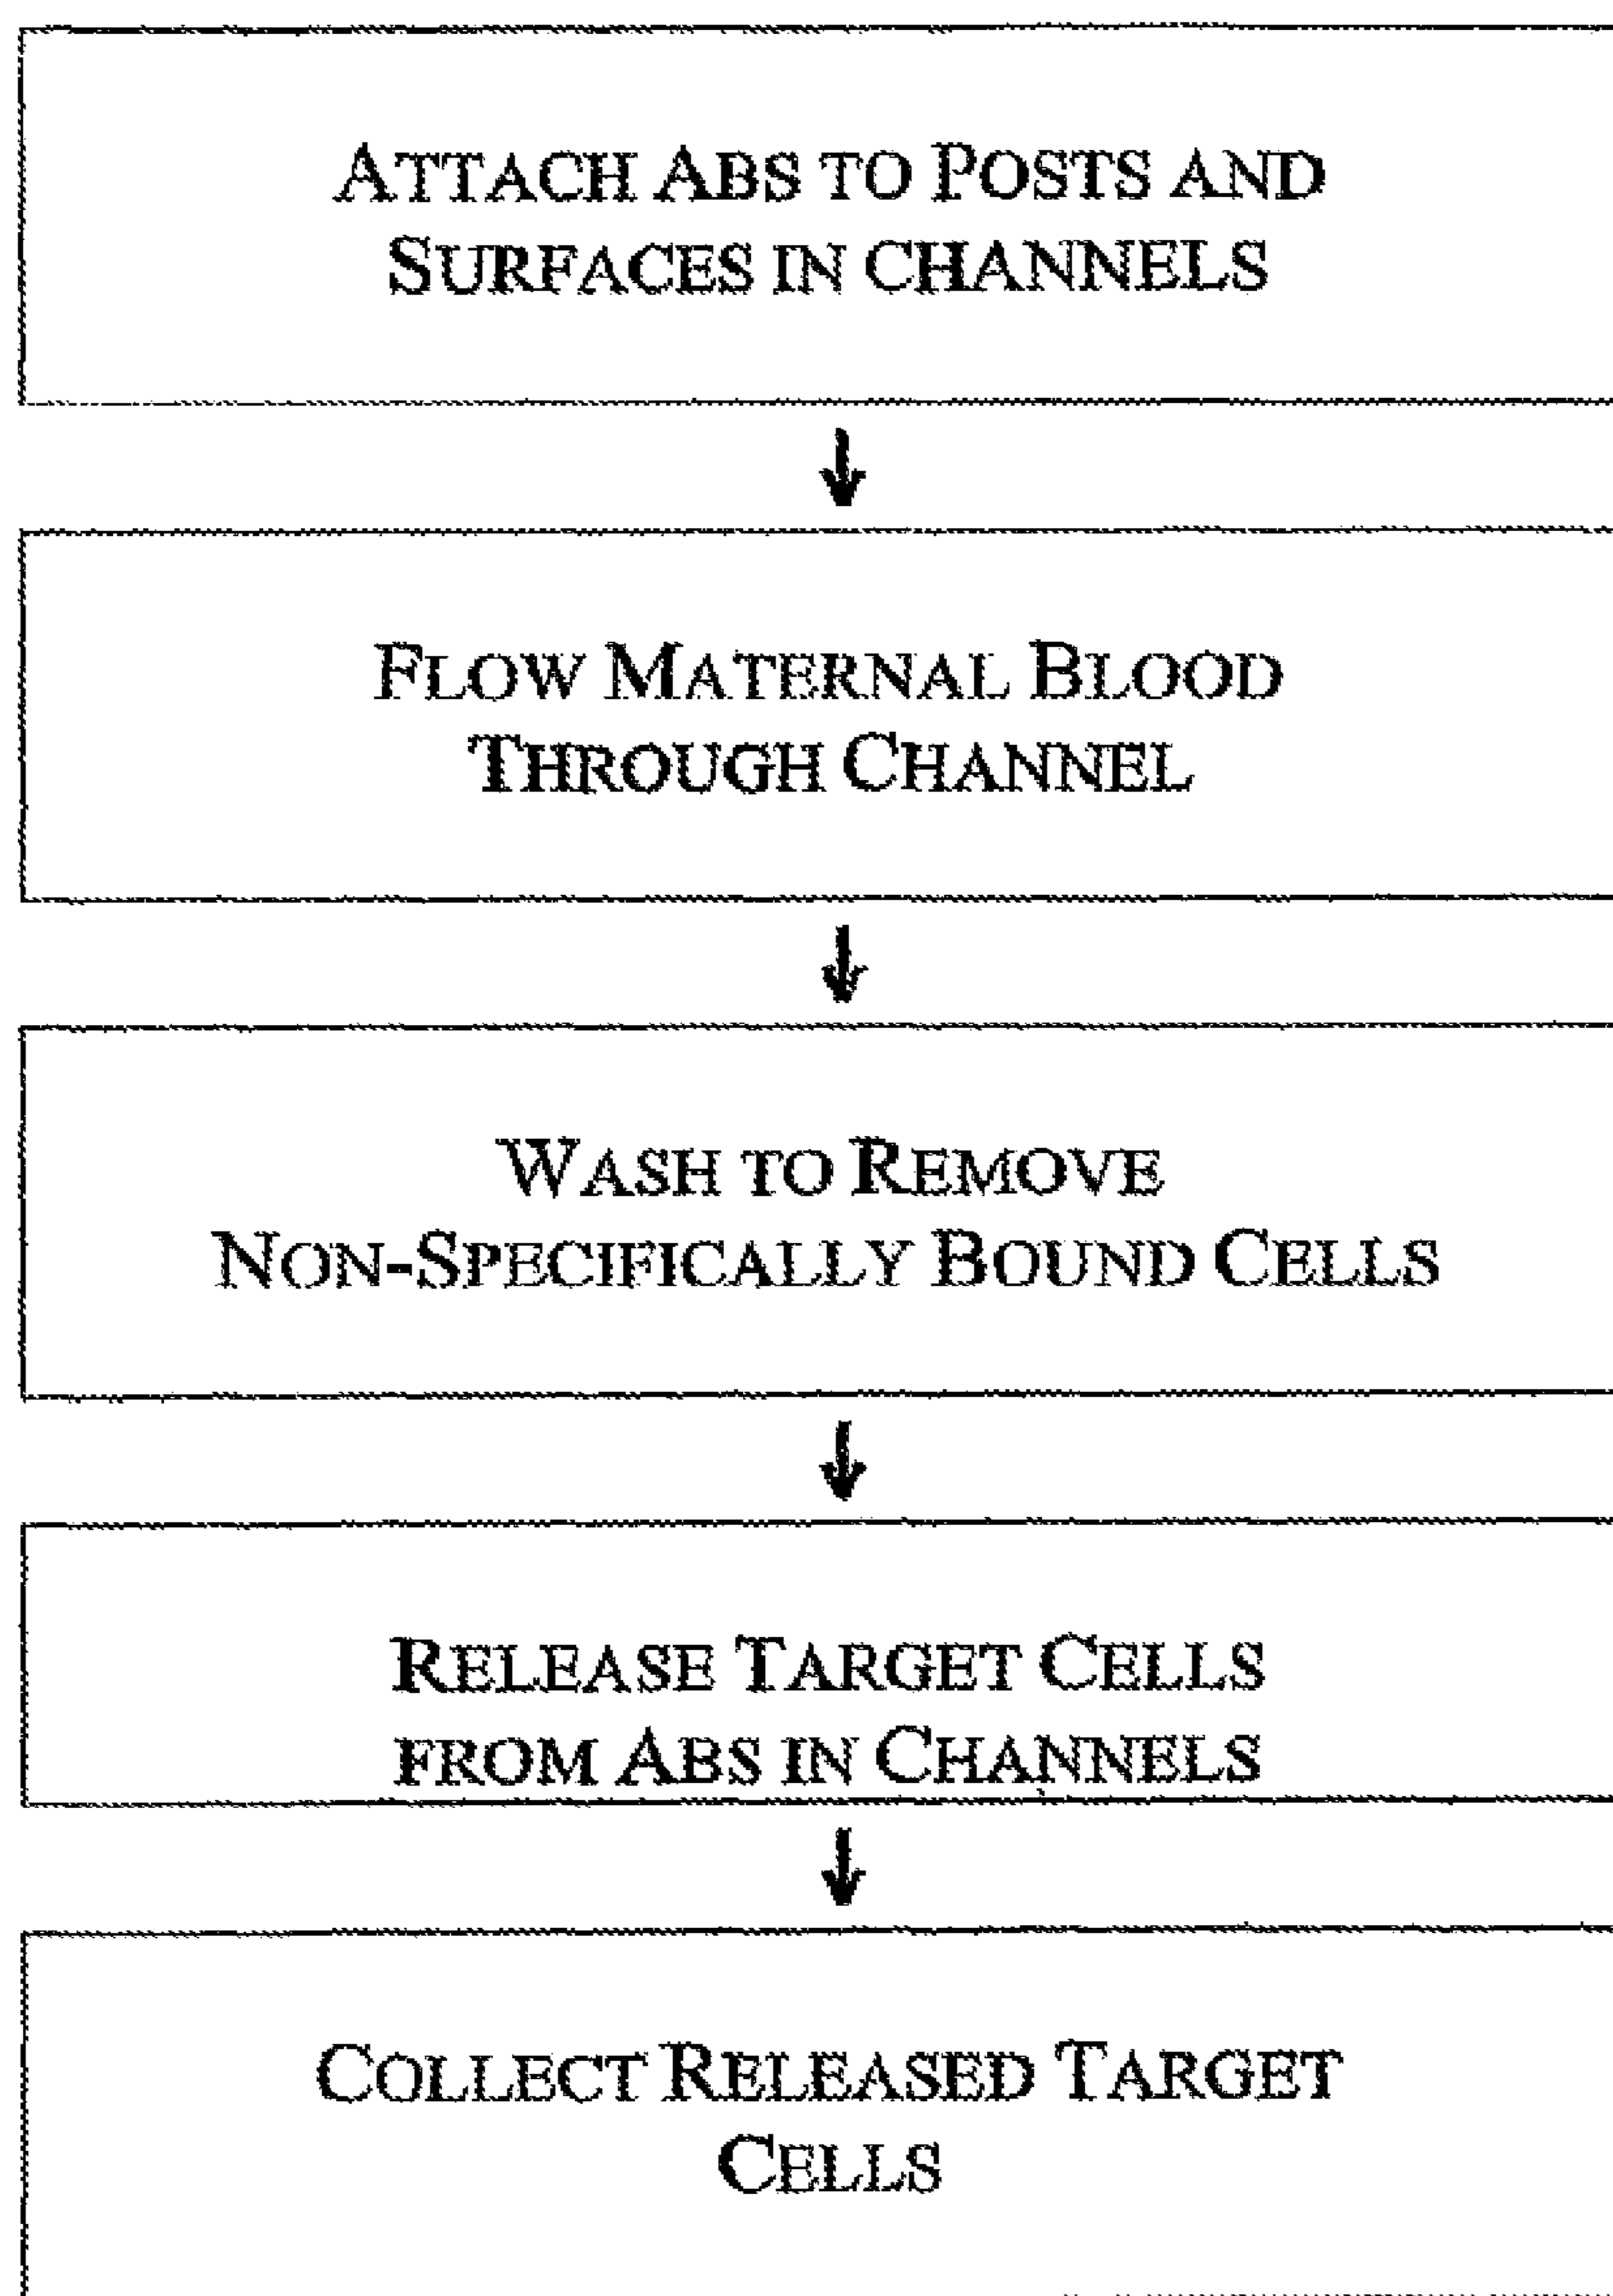 ATTACH ABS TO POSTS AND
SURFACES IN CHANNELS
FLOW MATERNAL BLOOD
THROUGH CHANNEL
WASH TO REMOVE
NON-SPECIFICALLY BOUND CELLS
RELEASE TARGET CELLS
FROM ABS IN CHANNELS
COLLECT RELEASED TARGET
CELLS